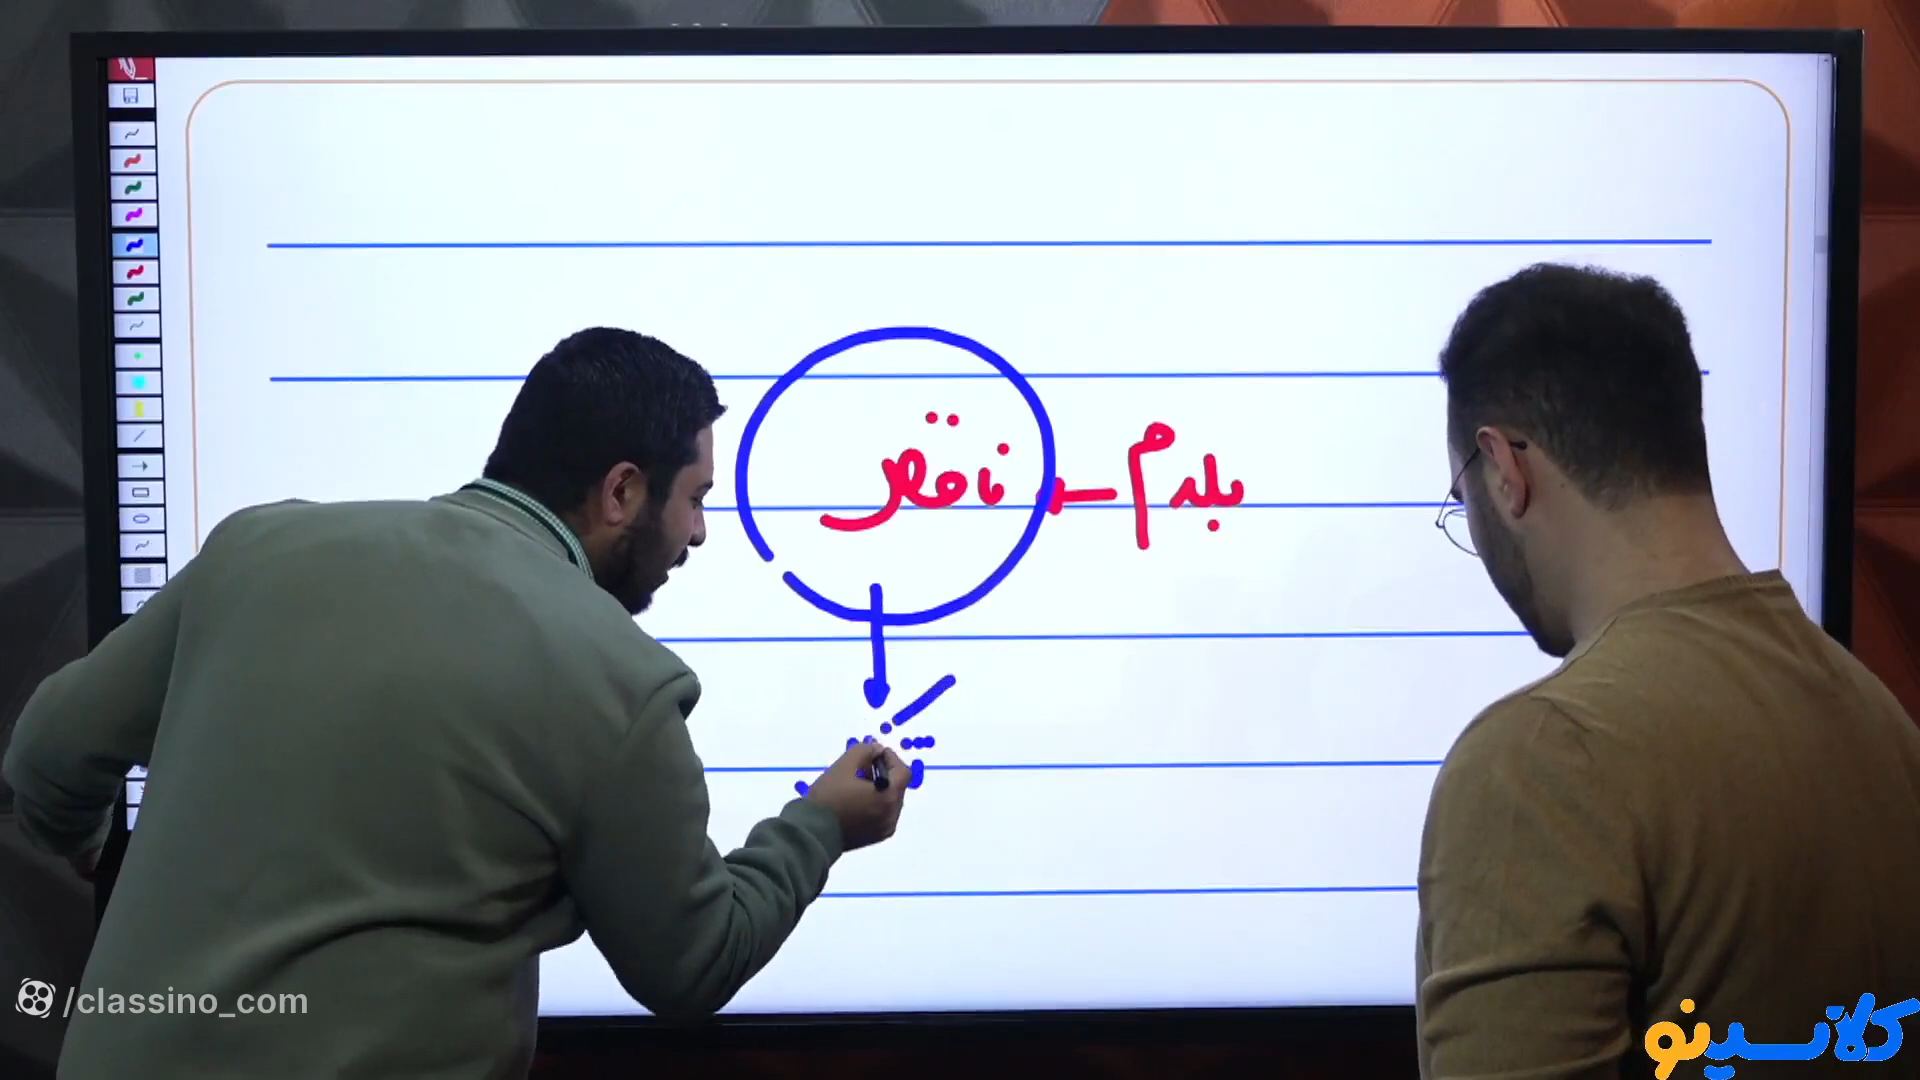 بلدم ← ناقص
/classino_com
کلاسینو